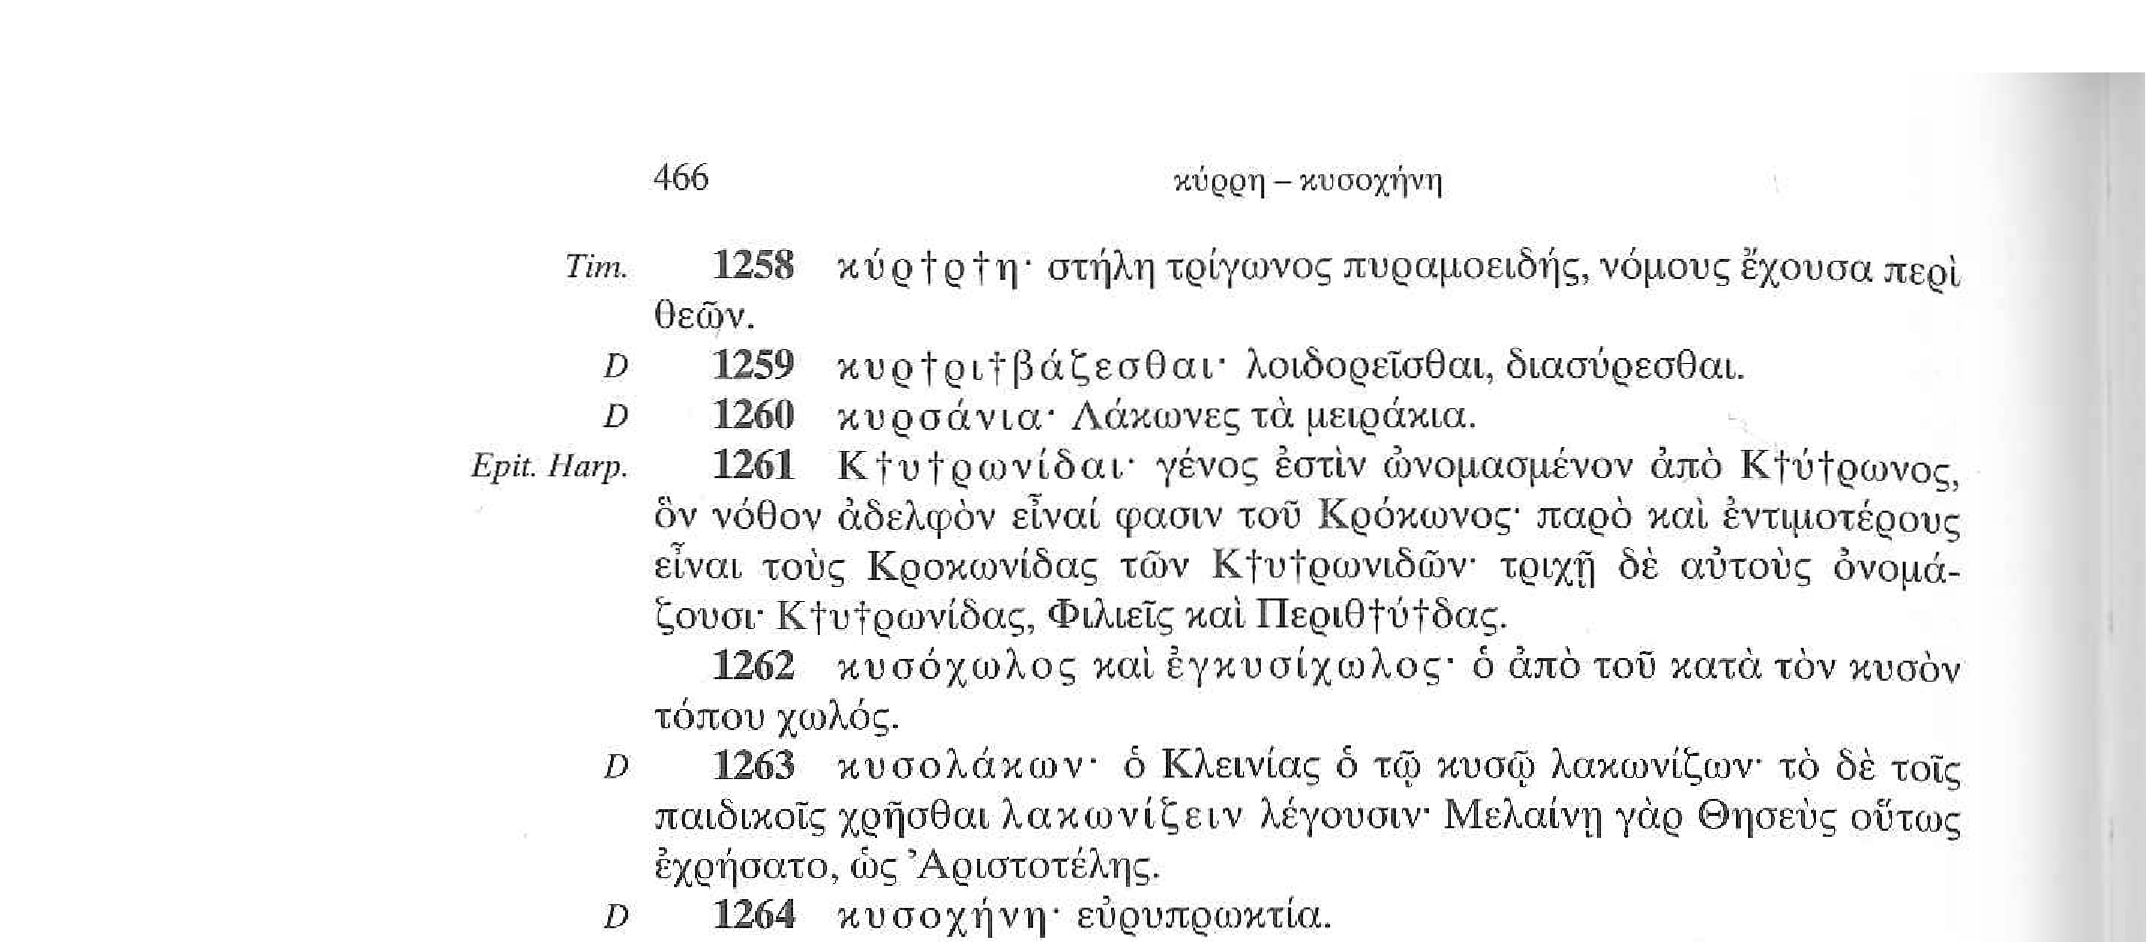 466 κύρρη – κυσοχήνη
Tim. 1258 κύρ†ρ†η· στήλη τρίγωνος πυραμοειδής, νόμους ἔχουσα περὶ
θεῶν.
D 1259 κυρ†ρι†βάζεσθαι· λοιδορεῖσθαι, διασύρεσθαι.
D 1260 κυρσάνια· Λάκωνες τὰ μειράκια.
Epit. Harp. 1261 Κ†υ†ρωνίδαι· γένος ἐστὶν ὠνομασμένον ἀπὸ Κ†ύ†ρωνος,
ὃν νόθον ἀδελφὸν εἶναί φασιν τοῦ Κρόκωνος· παρὸ καὶ ἐντιμοτέρους
εἶναι τοὺς Κροκωνίδας τῶν Κ†υ†ρωνιδῶν· τριχῇ δὲ αὐτοὺς ὀνομά-
ζουσι· Κ†υ†ρωνίδας, Φιλιεῖς καὶ Περιθ†ύ†δας.
1262 κυσόχωλος καὶ ἐγκυσίχωλος· ὁ ἀπὸ τοῦ κατὰ τὸν κυσὸν
τόπου χωλός.
D 1263 κυσολάκων· ὁ Κλεινίας ὁ τῷ κυσῷ λακωνίζων· τὸ δὲ τοῖς
παιδικοῖς χρῆσθαι λακωνίζειν λέγουσιν· Μελαίνῃ γὰρ Θησεὺς οὕτως
ἐχρήσατο, ὡς Ἀριστοτέλης.
D 1264 κυσοχήνη· εὐρυπρωκτία.